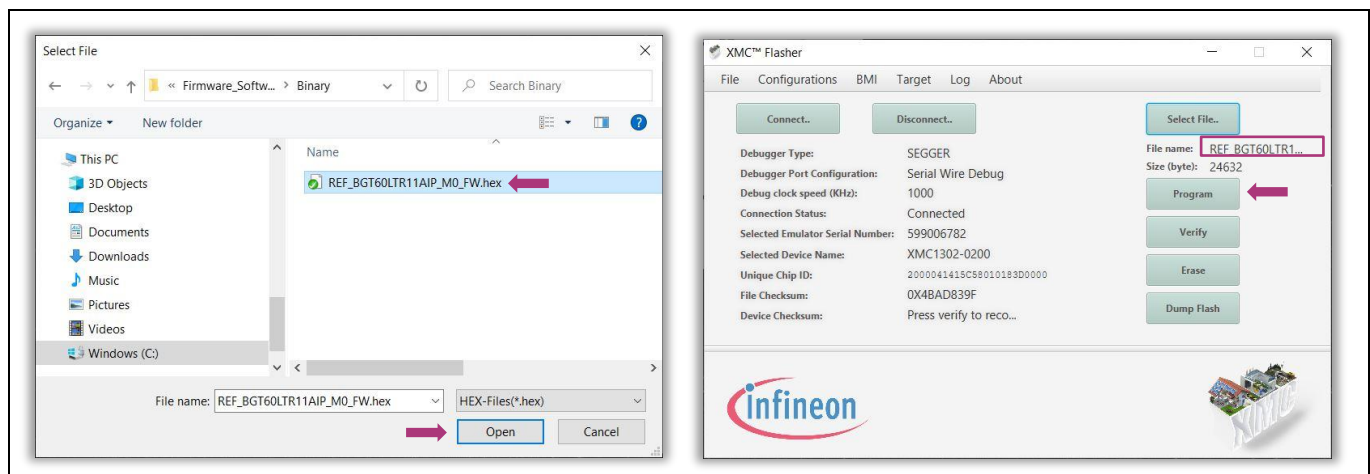 Select File
« Firmware_Softw... > Binary
Search Binary
Organize
New folder
This PC
3D Objects
Desktop
Documents
Downloads
Music
Pictures
Videos
Windows (C:)
Name
REF_BGT60LTR11AIP_M0_FW.hex
File name: REF_BGT60LTR11AIP_M0_FW.hex
HEX-Files(*.hex)
Open
Cancel
XMC™ Flasher
File Configurations BMI Target Log About
Connect..
Disconnect..
Select File..
Debugger Type: SEGGER
Debugger Port Configuration: Serial Wire Debug
Debug clock speed (KHz): 1000
Connection Status: Connected
Selected Emulator Serial Number: 599006782
Selected Device Name: XMC1302-0200
Unique Chip ID: 2000041415C58010183D0000
File Checksum: 0X4BAD839F
Device Checksum: Press verify to reco...
File name: REF_BGT60LTR1...
Size (byte): 24632
Program
Verify
Erase
Dump Flash
infineon
XMC